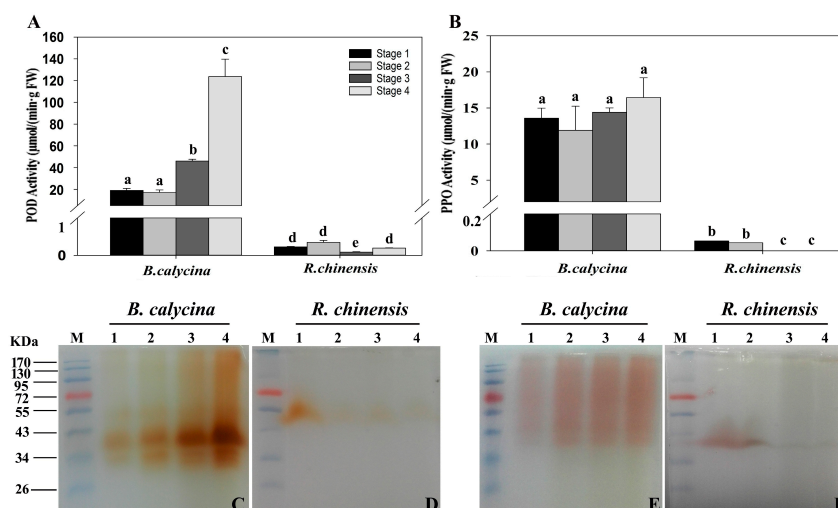 A
160
140
120
100
80
60
40
20
1
0
POD Activity (µmol/(min·g FW)
Stage 1
Stage 2
Stage 3
Stage 4
a a b c
d d e d
B.calycina R.chinensis
B
30
25
20
15
10
5
0.2
0
PPO Activity (µmol/(min·g FW)
a a a a
b b c c
B.calycina R.chinensis
B. calycina R. chinensis
KDa M 1 2 3 4 M 1 2 3 4
170
130
95
72
55
43
34
26
C D
B. calycina R. chinensis
M 1 2 3 4 M 1 2 3 4
E